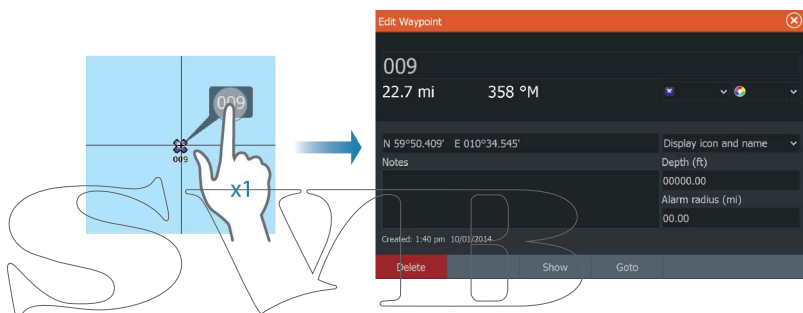 009
009
x1
Edit Waypoint
009
22.7 mi 358 °M
N 59°50.409' E 010°34.545' Display icon and name
Notes Depth (ft)
00000.00
Alarm radius (mi)
00.00
Created: 1:40 pm 10/01/2014
Delete Show Goto
SVB